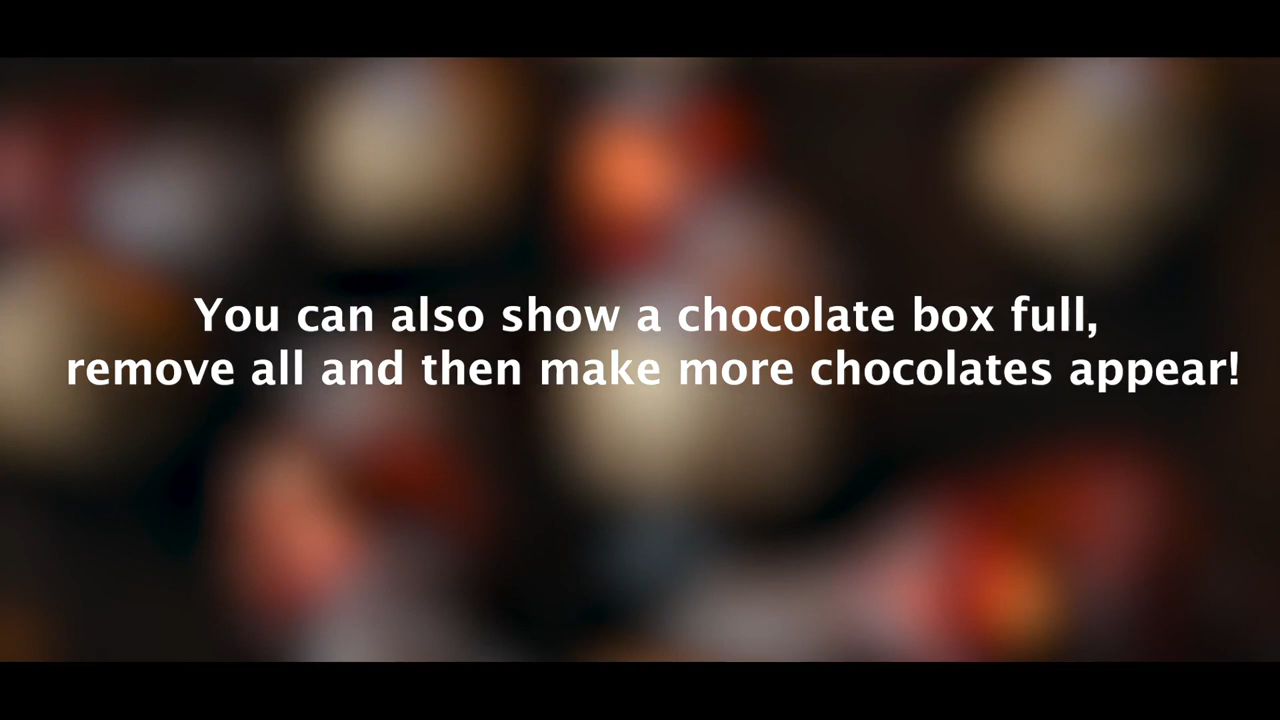 You can also show a chocolate box full,
remove all and then make more chocolates appear!